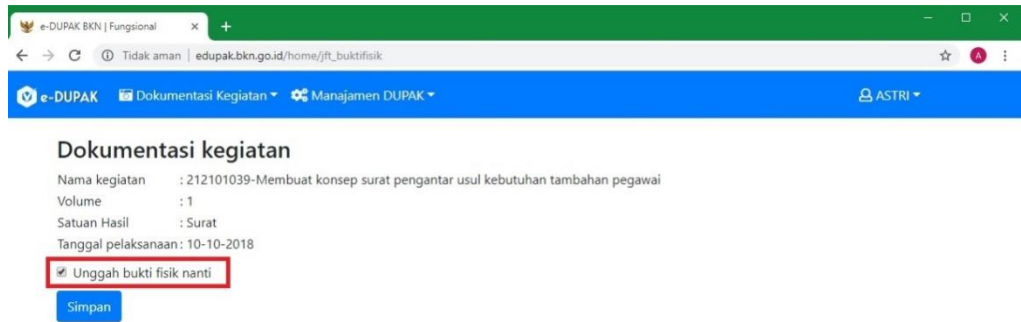 e-DUPAK BKN | Fungsional
Tidak aman | edupak.bkn.go.id/home/jft_buktifisik
A
e-DUPAK Dokumentasi Kegiatan Manajamen DUPAK ASTRI
Dokumentasi kegiatan
Nama kegiatan : 212101039-Membuat konsep surat pengantar usul kebutuhan tambahan pegawai
Volume : 1
Satuan Hasil : Surat
Tanggal pelaksanaan : 10-10-2018
Unggah bukti fisik nanti
Simpan